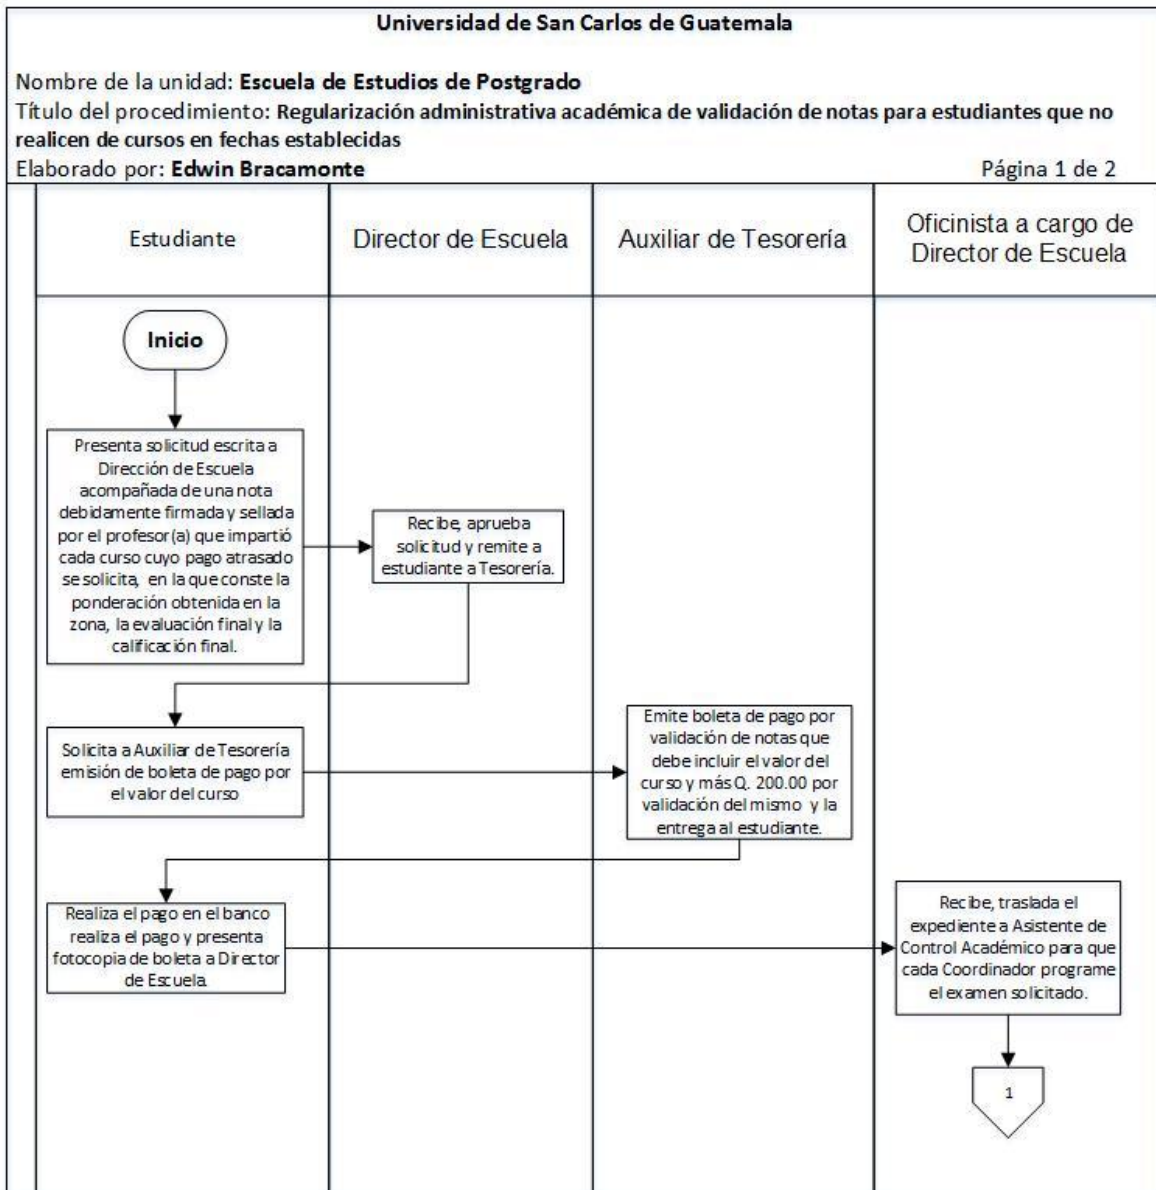 Universidad de San Carlos de Guatemala
Nombre de la unidad: Escuela de Estudios de Postgrado
Título del procedimiento: Regularización administrativa académica de validación de notas para estudiantes que no
realicen de cursos en fechas establecidas
Elaborado por: Edwin Bracamonte
Página 1 de 2
Estudiante
Director de Escuela
Auxiliar de Tesorería
Oficinista a cargo de
Director de Escuela
Inicio
Presenta solicitud escrita a
Dirección de Escuela
acompañada de una nota
debidamente firmada y sellada
por el profesor(a) que impartió
cada curso cuyo pago atrasado
se solicita, en la que conste la
ponderación obtenida en la
zona, la evaluación final y la
calificación final.
Recibe, aprueba
solicitud y remite a
estudiante a Tesorería.
Solicita a Auxiliar de Tesorería
emisión de boleta de pago por
el valor del curso
Emite boleta de pago por
validación de notas que
debe incluir el valor del
curso y más Q. 200.00 por
validación del mismo y la
entrega al estudiante.
Realiza el pago en el banco
realiza el pago y presenta
fotocopia de boleta a Director
de Escuela.
Recibe, traslada el
expediente a Asistente de
Control Académico para que
cada Coordinador programe
el examen solicitado.
1